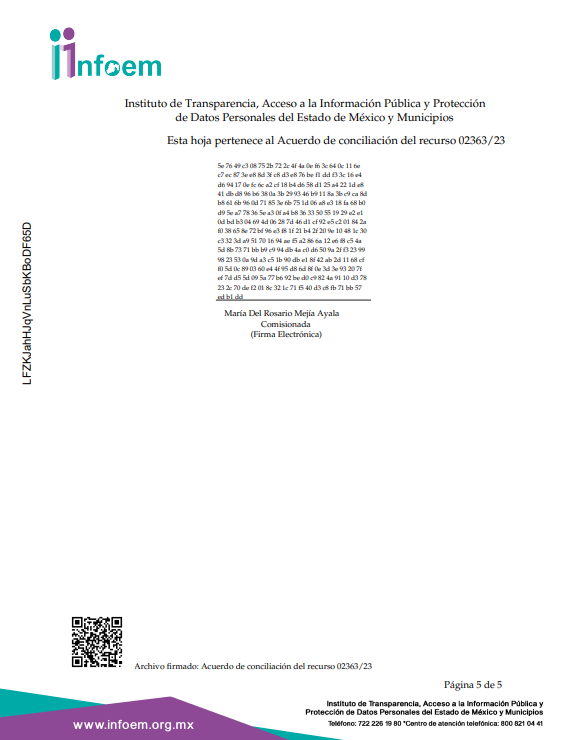 infoem
Instituto de Transparencia, Acceso a la Información Pública y Protección
de Datos Personales del Estado de México y Municipios
Esta hoja pertenece al Acuerdo de conciliación del recurso 02363/23
5e 76 49 c3 08 75 2b 72 2c 4f 4a 0e f6 3c 64 0c 11 6e
c7 ec 87 3e e8 8d 3f c8 d3 e8 76 be f1 dd f3 3c 16 e4
d6 94 17 0e fc 6c a2 cf 18 b4 d6 58 d1 25 a4 22 1d e8
41 db d8 96 b6 38 0a 3b 29 93 46 b9 11 8a 3b c9 ca 8d
b8 61 6b 96 0d 71 85 3e 6b 75 1d 06 a8 e3 18 fa 68 b0
d9 5e a7 78 36 5e a3 0f a4 b8 36 33 50 55 19 29 e2 e1
0d bd b3 04 69 4d 06 28 7d 46 d1 cf 92 e5 c2 01 84 2a
f0 38 65 8e 72 bf 96 e3 f8 1f 21 b4 2f 20 9e 10 48 1c 30
c3 32 3d a9 51 70 16 94 ae f5 a2 86 6a 12 e6 f8 c5 4a
5d 8b 73 71 bb b9 c9 94 db 4a c0 d6 50 9a 2f f3 23 99
98 23 53 0a 9d a3 c5 1b 90 db e1 8f 42 ab 2d 11 68 cf
f0 5d 0c 89 03 60 e4 4f 95 d8 6d 8f 0e 3d 3e 93 20 7f
ef 7d d5 5d 09 5a 77 b6 92 be d0 c9 82 4a 91 10 d3 78
23 2c 70 de f2 01 8c 32 1c 71 f5 40 d3 c8 fb 71 bb 57
ed b1 dd
María Del Rosario Mejía Ayala
Comisionada
(Firma Electrónica)
LFZKJahHJqVnLuSbKBoDF65D
Archivo firmado: Acuerdo de conciliación del recurso 02363/23
Página 5 de 5
Instituto de Transparencia, Acceso a la Información Pública y
Protección de Datos Personales del Estado de México y Municipios
Teléfono: 722 226 19 80 *Centro de atención telefónica: 800 821 04 41
www.infoem.org.mx